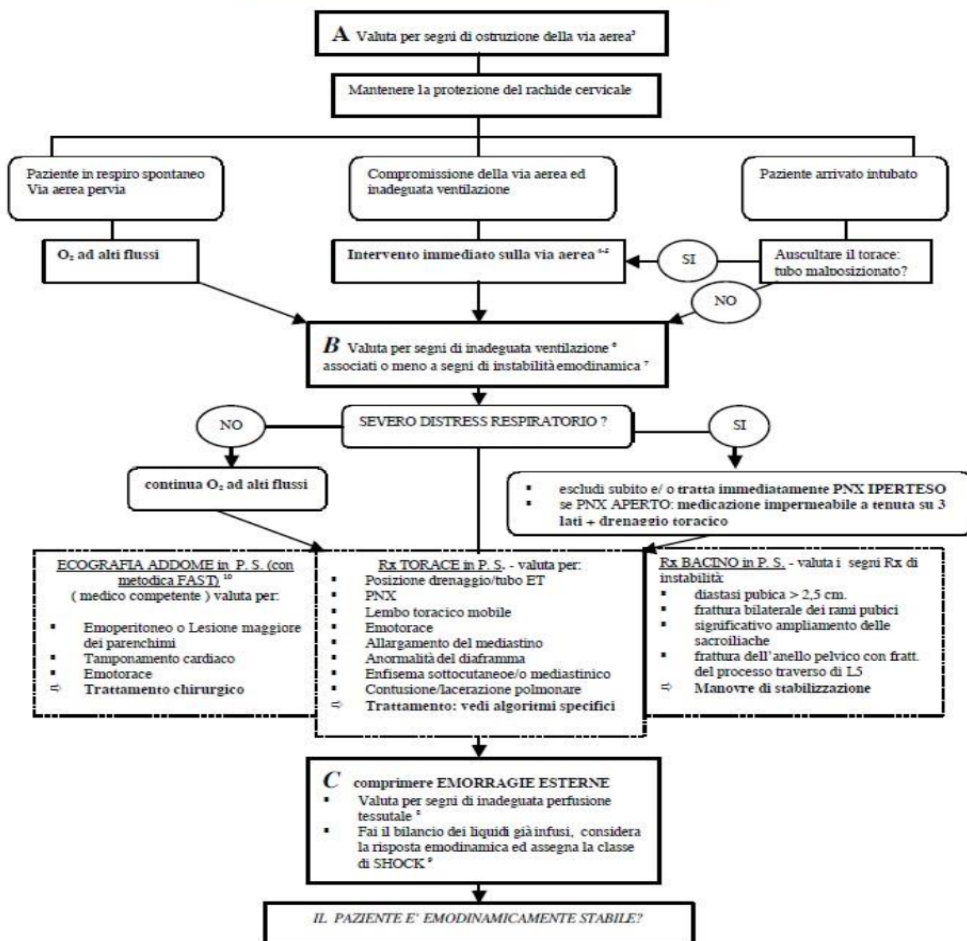 A Valuta per segni di ostruzione della via aerea³
Mantenere la protezione del rachide cervicale
Paziente in respiro spontaneo
Via aerea pervia
Compromissione della via aerea ed
inadeguata ventilazione
Paziente arrivato intubato
O₂ ad alti flussi
Intervento immediato sulla via aerea ⁴⁻⁵
SI
Auscultare il torace:
tubo malposizionato?
NO
B Valuta per segni di inadeguata ventilazione ⁶
associati o meno a segni di instabilità emodinamica ⁷
NO
SEVERO DISTRESS RESPIRATORIO ?
SI
continua O₂ ad alti flussi
▪ escludi subito e/ o tratta immediatamente PNX IPERTESO
▪ se PNX APERTO: medicazione impermeabile a tenuta su 3
lati + drenaggio toracico
ECOGRAFIA ADDOME in P. S. (con
metodica FAST) ¹⁰
( medico competente ) valuta per:
▪ Emoperitoneo o Lesione maggiore
dei parenchimi
▪ Tamponamento cardiaco
▪ Emotorace
⇨ Trattamento chirurgico
Rx TORACE in P. S. - valuta per:
▪ Posizione drenaggio/tubo ET
▪ PNX
▪ Lembo toracico mobile
▪ Emotorace
▪ Allargamento del mediastino
▪ Anormalità del diaframma
▪ Enfisema sottocutaneoe/o mediastinico
▪ Contusione/lacerazione polmonare
⇨ Trattamento: vedi algoritmi specifici
Rx BACINO in P. S. - valuta i segni Rx di
instabilità:
▪ diastasi pubica > 2,5 cm.
▪ frattura bilaterale dei rami pubici
▪ significativo ampliamento delle
sacroiliache
▪ frattura dell'anello pelvico con fratt.
del processo traverso di L5
⇨ Manovre di stabilizzazione
C comprimere EMORRAGIE ESTERNE
▪ Valuta per segni di inadeguata perfusione
tessutale ⁸
▪ Fai il bilancio dei liquidi già infusi, considera
la risposta emodinamica ed assegna la classe
di SHOCK ⁹
IL PAZIENTE E' EMODINAMICAMENTE STABILE?